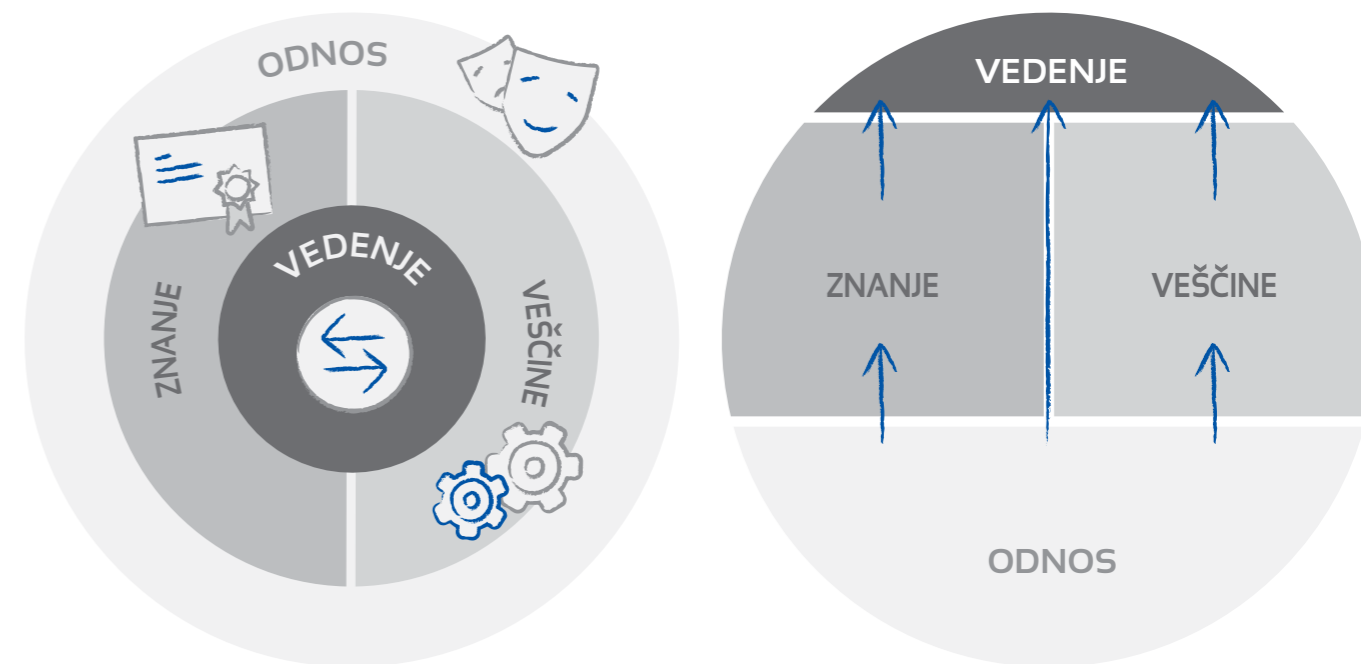 ODNOS
VEDENJE
ZNANJE
VEŠČINE
VEDENJE
ZNANJE
VEŠČINE
ODNOS